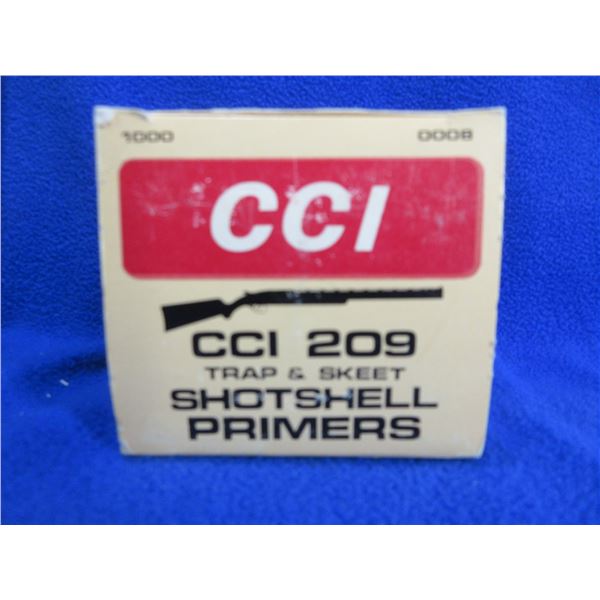 1000 0008
CCI
CCI 209
TRAP & SKEET
SHOTSHELL
PRIMERS